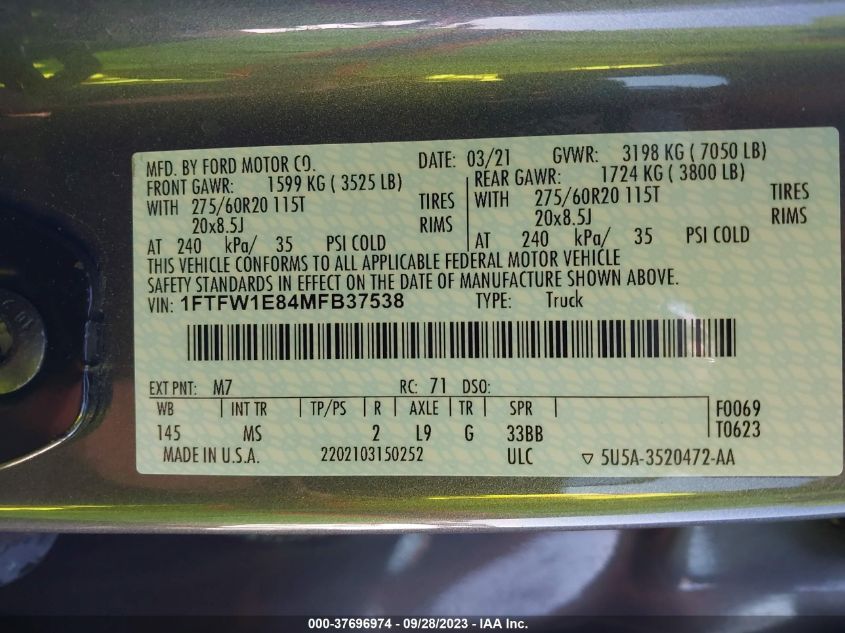 MFD. BY FORD MOTOR CO. DATE: 03/21 GVWR: 3198 KG ( 7050 LB)
FRONT GAWR: 1599 KG ( 3525 LB) REAR GAWR: 1724 KG ( 3800 LB)
WITH 275/60R20 115T TIRES WITH 275/60R20 115T TIRES
20x8.5J RIMS 20x8.5J RIMS
AT 240 kPa/ 35 PSI COLD AT 240 kPa/ 35 PSI COLD
THIS VEHICLE CONFORMS TO ALL APPLICABLE FEDERAL MOTOR VEHICLE
SAFETY STANDARDS IN EFFECT ON THE DATE OF MANUFACTURE SHOWN ABOVE.
VIN: 1FTFW1E84MFB37538 TYPE: Truck
EXT PNT: M7 RC: 71 DSO:
WB INT TR TP/PS R AXLE TR SPR F0069
145 MS 2 L9 G 33BB T0623
MADE IN U.S.A. 2202103150252 ULC ▽ 5U5A-3520472-AA
000-37696974 - 09/28/2023 - IAA Inc.